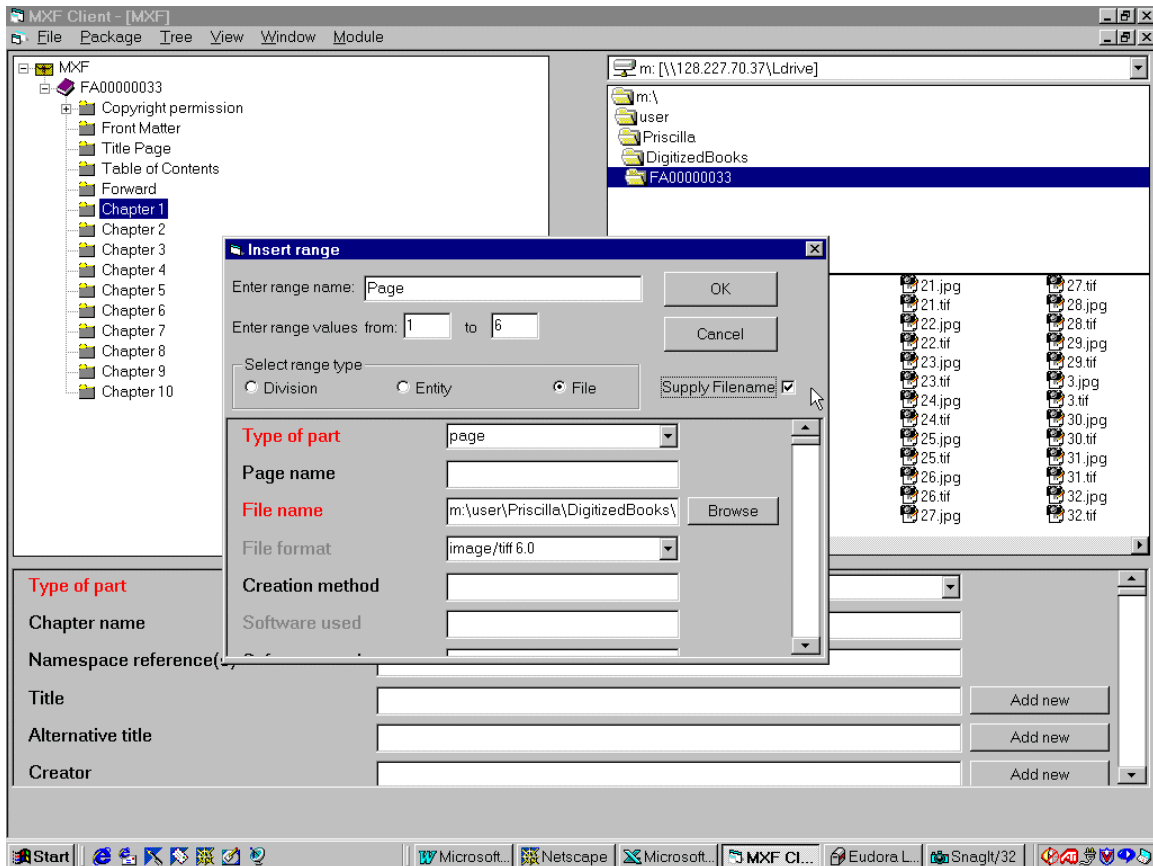 MXF Client - [MXF]
File Package Tree View Window Module
MXF
FA00000033
Copyright permission
Front Matter
Title Page
Table of Contents
Forward
Chapter 1
Chapter 2
Chapter 3
Chapter 4
Chapter 5
Chapter 6
Chapter 7
Chapter 8
Chapter 9
Chapter 10
m: [\\128.227.70.37\Ldrive]
m:\
user
Priscilla
DigitizedBooks
FA00000033
21.jpg
21.tif
22.jpg
22.tif
23.jpg
23.tif
24.jpg
24.tif
25.jpg
25.tif
26.jpg
26.tif
27.jpg
27.tif
28.jpg
28.tif
29.jpg
29.tif
3.jpg
3.tif
30.jpg
30.tif
31.jpg
31.tif
32.jpg
32.tif
Insert range
Enter range name: Page
OK
Enter range values from: 1 to 6
Cancel
Select range type
Division Entity File
Supply Filename
Type of part page
Page name
File name m:\user\Priscilla\DigitizedBooks\ Browse
File format image/tiff 6.0
Creation method
Software used
Type of part
Chapter name
Namespace reference(s)
Title Add new
Alternative title Add new
Creator Add new
Start Microsoft... Netscape Microsoft... MXF Cl... Eudora L... SnagIt/32